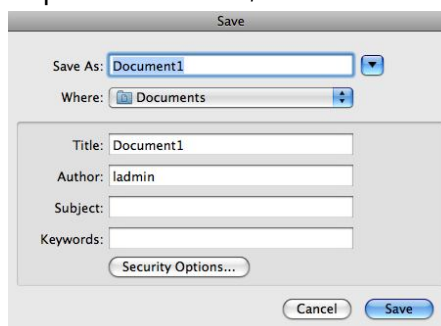 Save
Save As: Document1
Where: Documents
Title: Document1
Author: ladmin
Subject:
Keywords:
Security Options...
Cancel Save